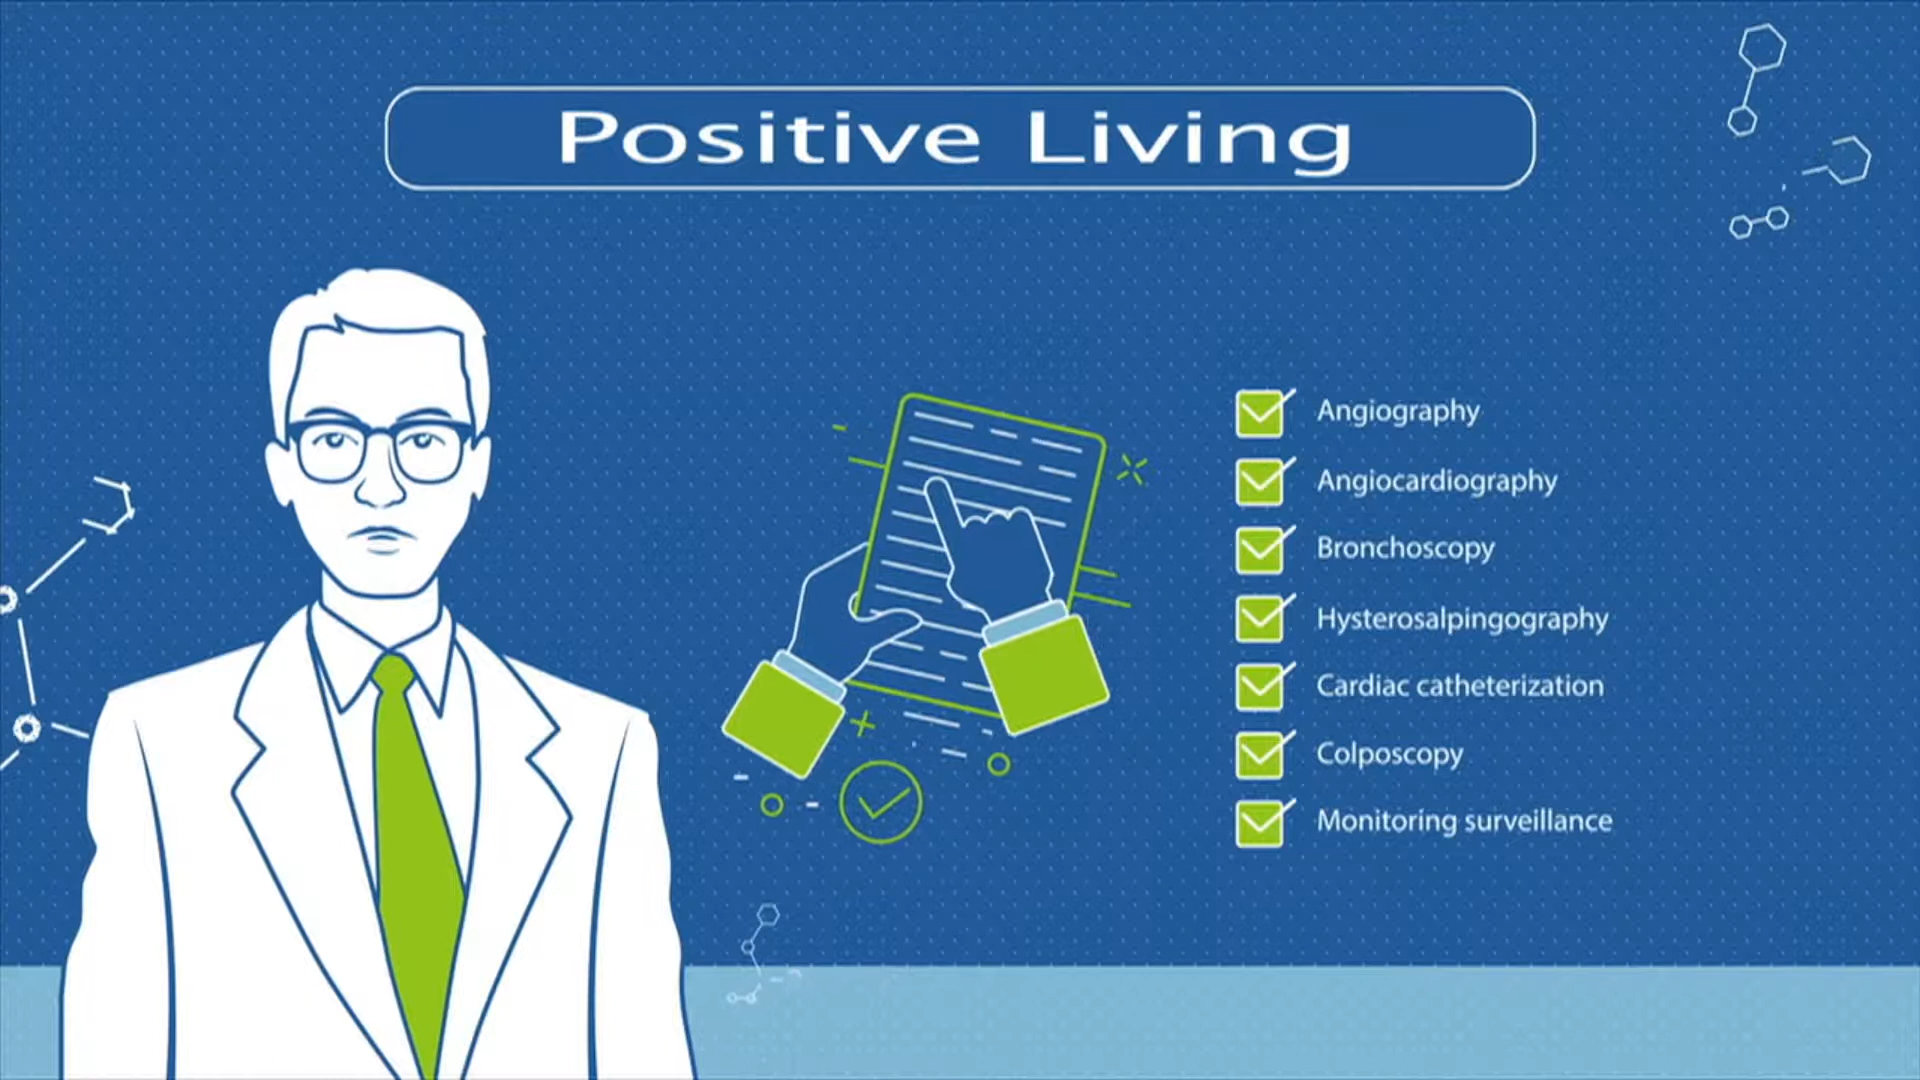 Positive Living
Angiography
Angiocardiography
Bronchoscopy
Hysterosalpingography
Cardiac catheterization
Colposcopy
Monitoring surveillance